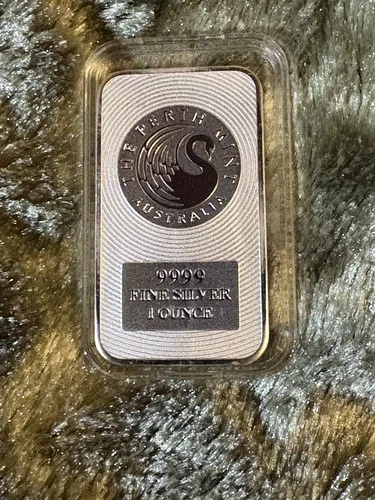 THE PERTH MINT
AUSTRALIA
9999
FINE SILVER
1 OUNCE